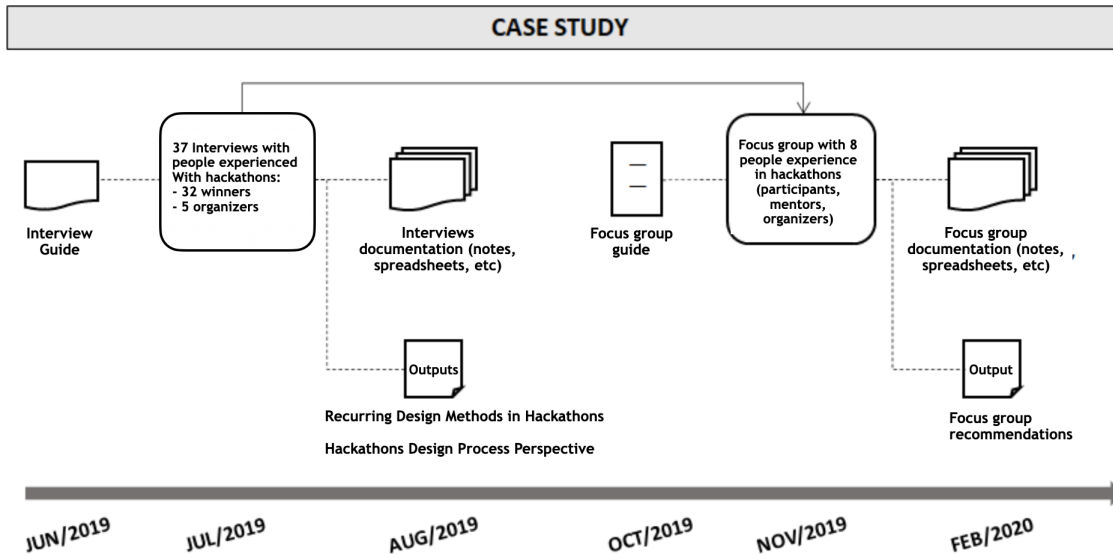 CASE STUDY
37 Interviews with
people experienced
With hackathons:
- 32 winners
- 5 organizers
Interview
Guide
Interviews
documentation (notes,
spreadsheets, etc)
Focus group
guide
Focus group with 8
people experience
in hackathons
(participants,
mentors,
organizers)
Focus group
documentation (notes, ,
spreadsheets, etc)
Outputs
Recurring Design Methods in Hackathons
Hackathons Design Process Perspective
Output
Focus group
recommendations
JUN/2019
JUL/2019
AUG/2019
OCT/2019
NOV/2019
FEB/2020